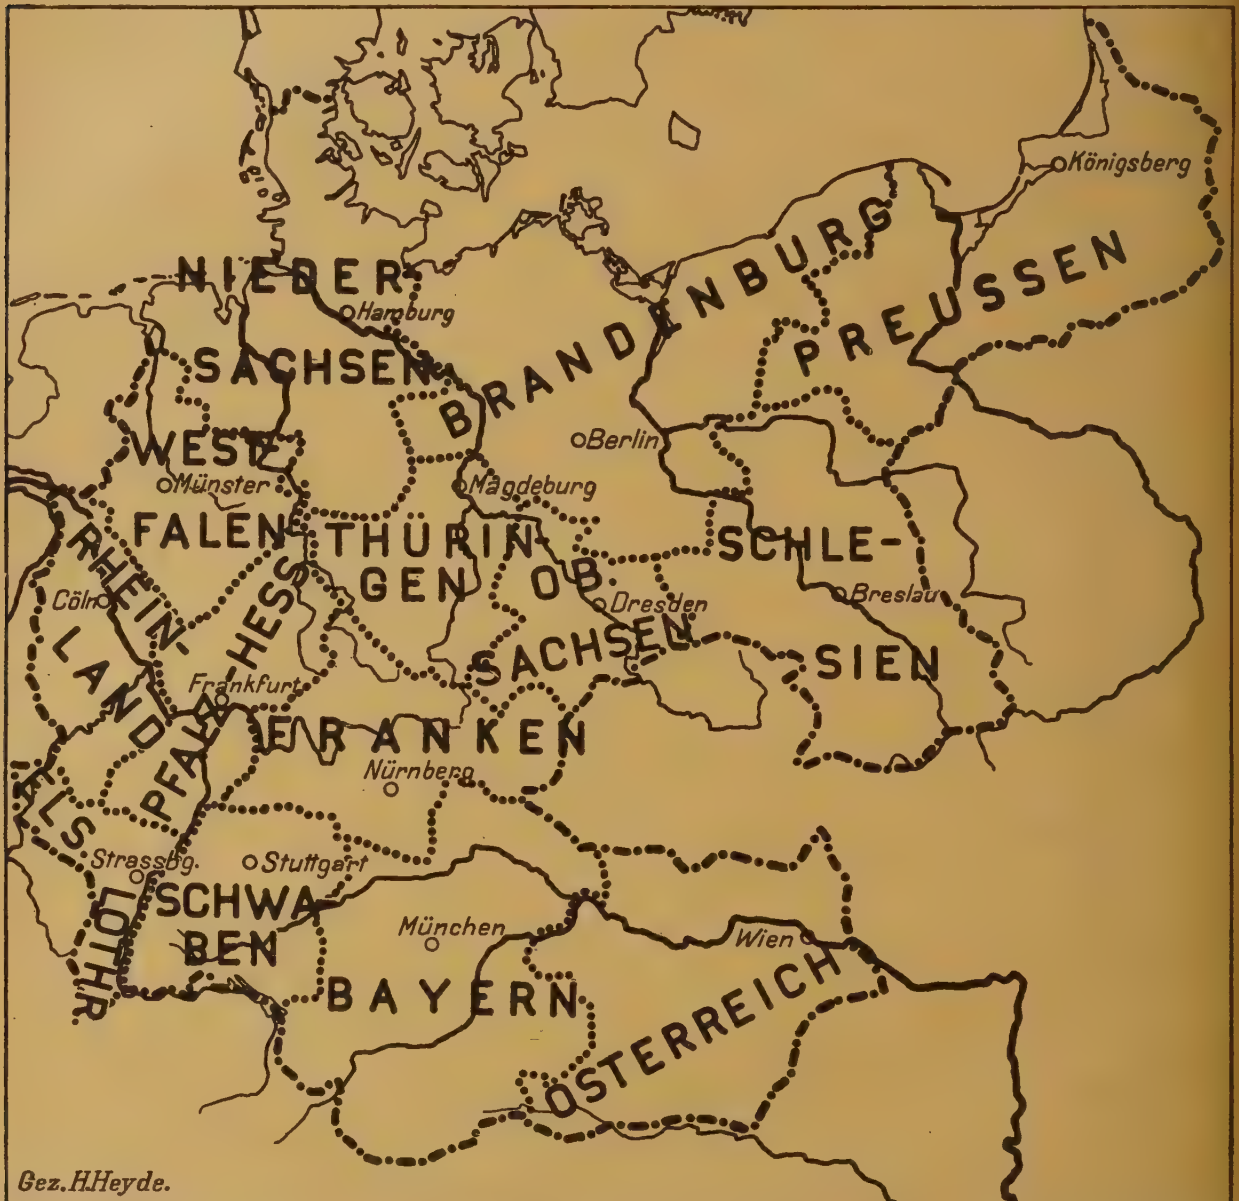 Königsberg
NIEDER-
Hamburg
SACHSEN
BRANDENBURG
PREUSSEN
WEST-
Münster
Berlin
Magdeburg
FALEN
THÜRIN-
GEN
SCHLE-
OB.
HESS
RHEIN-
Cöln
Dresden
Breslau
LAND
SACHSEN
SIEN
Frankfurt
PFALZ
FRANKEN
Nürnberg
ELS.
Strassbg.
Stuttgart
LOTHR
SCHWA-
BEN
München
Wien
BAYERN
ÖSTERREICH
Gez. H.Heyde.